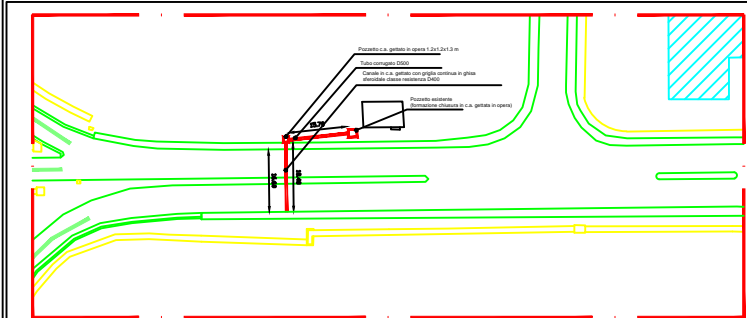 Pozzetto c.a. gettato in opera 1.2x1.2x1.3 m
Tubo corrugato D500
Canale in c.a. gettato con griglia continua in ghisa
sferoidale classe resistenza D400
Pozzetto esistente
(formazione chiusura in c.a. gettata in opera)